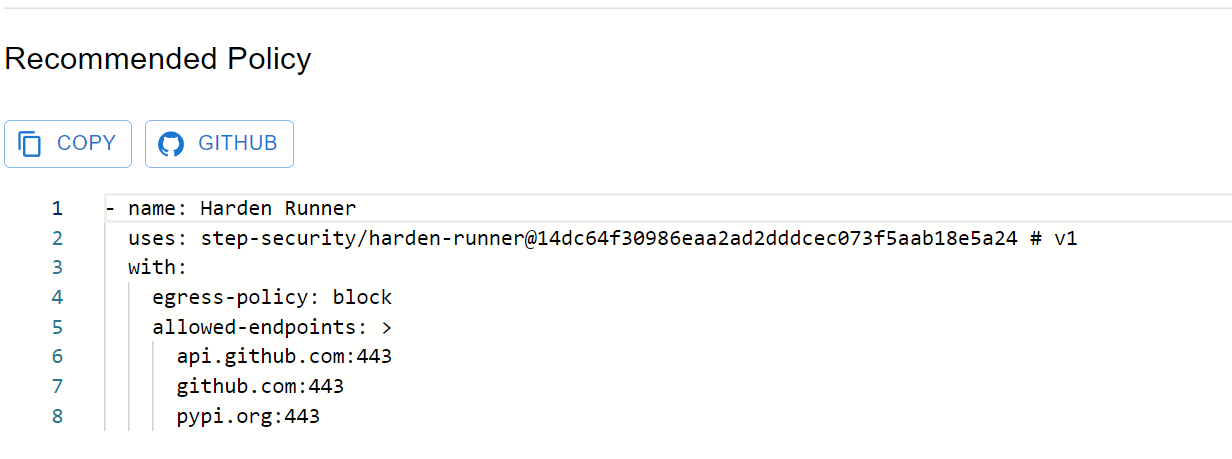 Recommended Policy
COPY GITHUB
1 - name: Harden Runner
2 uses: step-security/harden-runner@14dc64f30986eaa2ad2dddcec073f5aab18e5a24 # v1
3 with:
4 egress-policy: block
5 allowed-endpoints: >
6 api.github.com:443
7 github.com:443
8 pypi.org:443